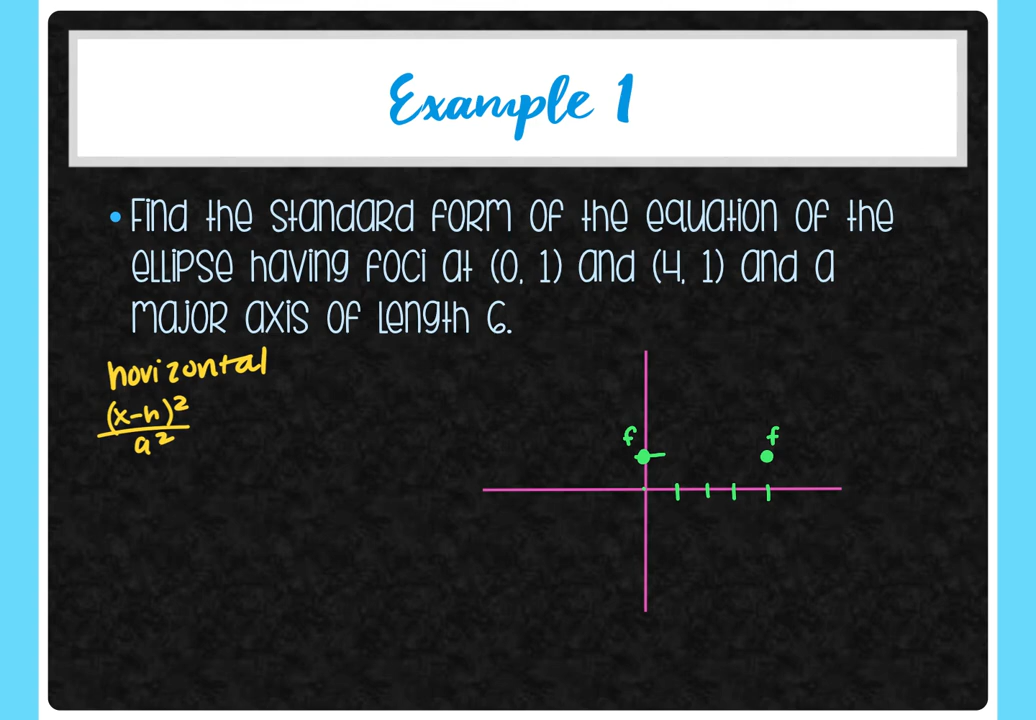 Example 1
• Find the standard form of the equation of the
ellipse having foci at (0, 1) and (4, 1) and a
major axis of length 6.
horizontal
(x-h)²
a²
f
f